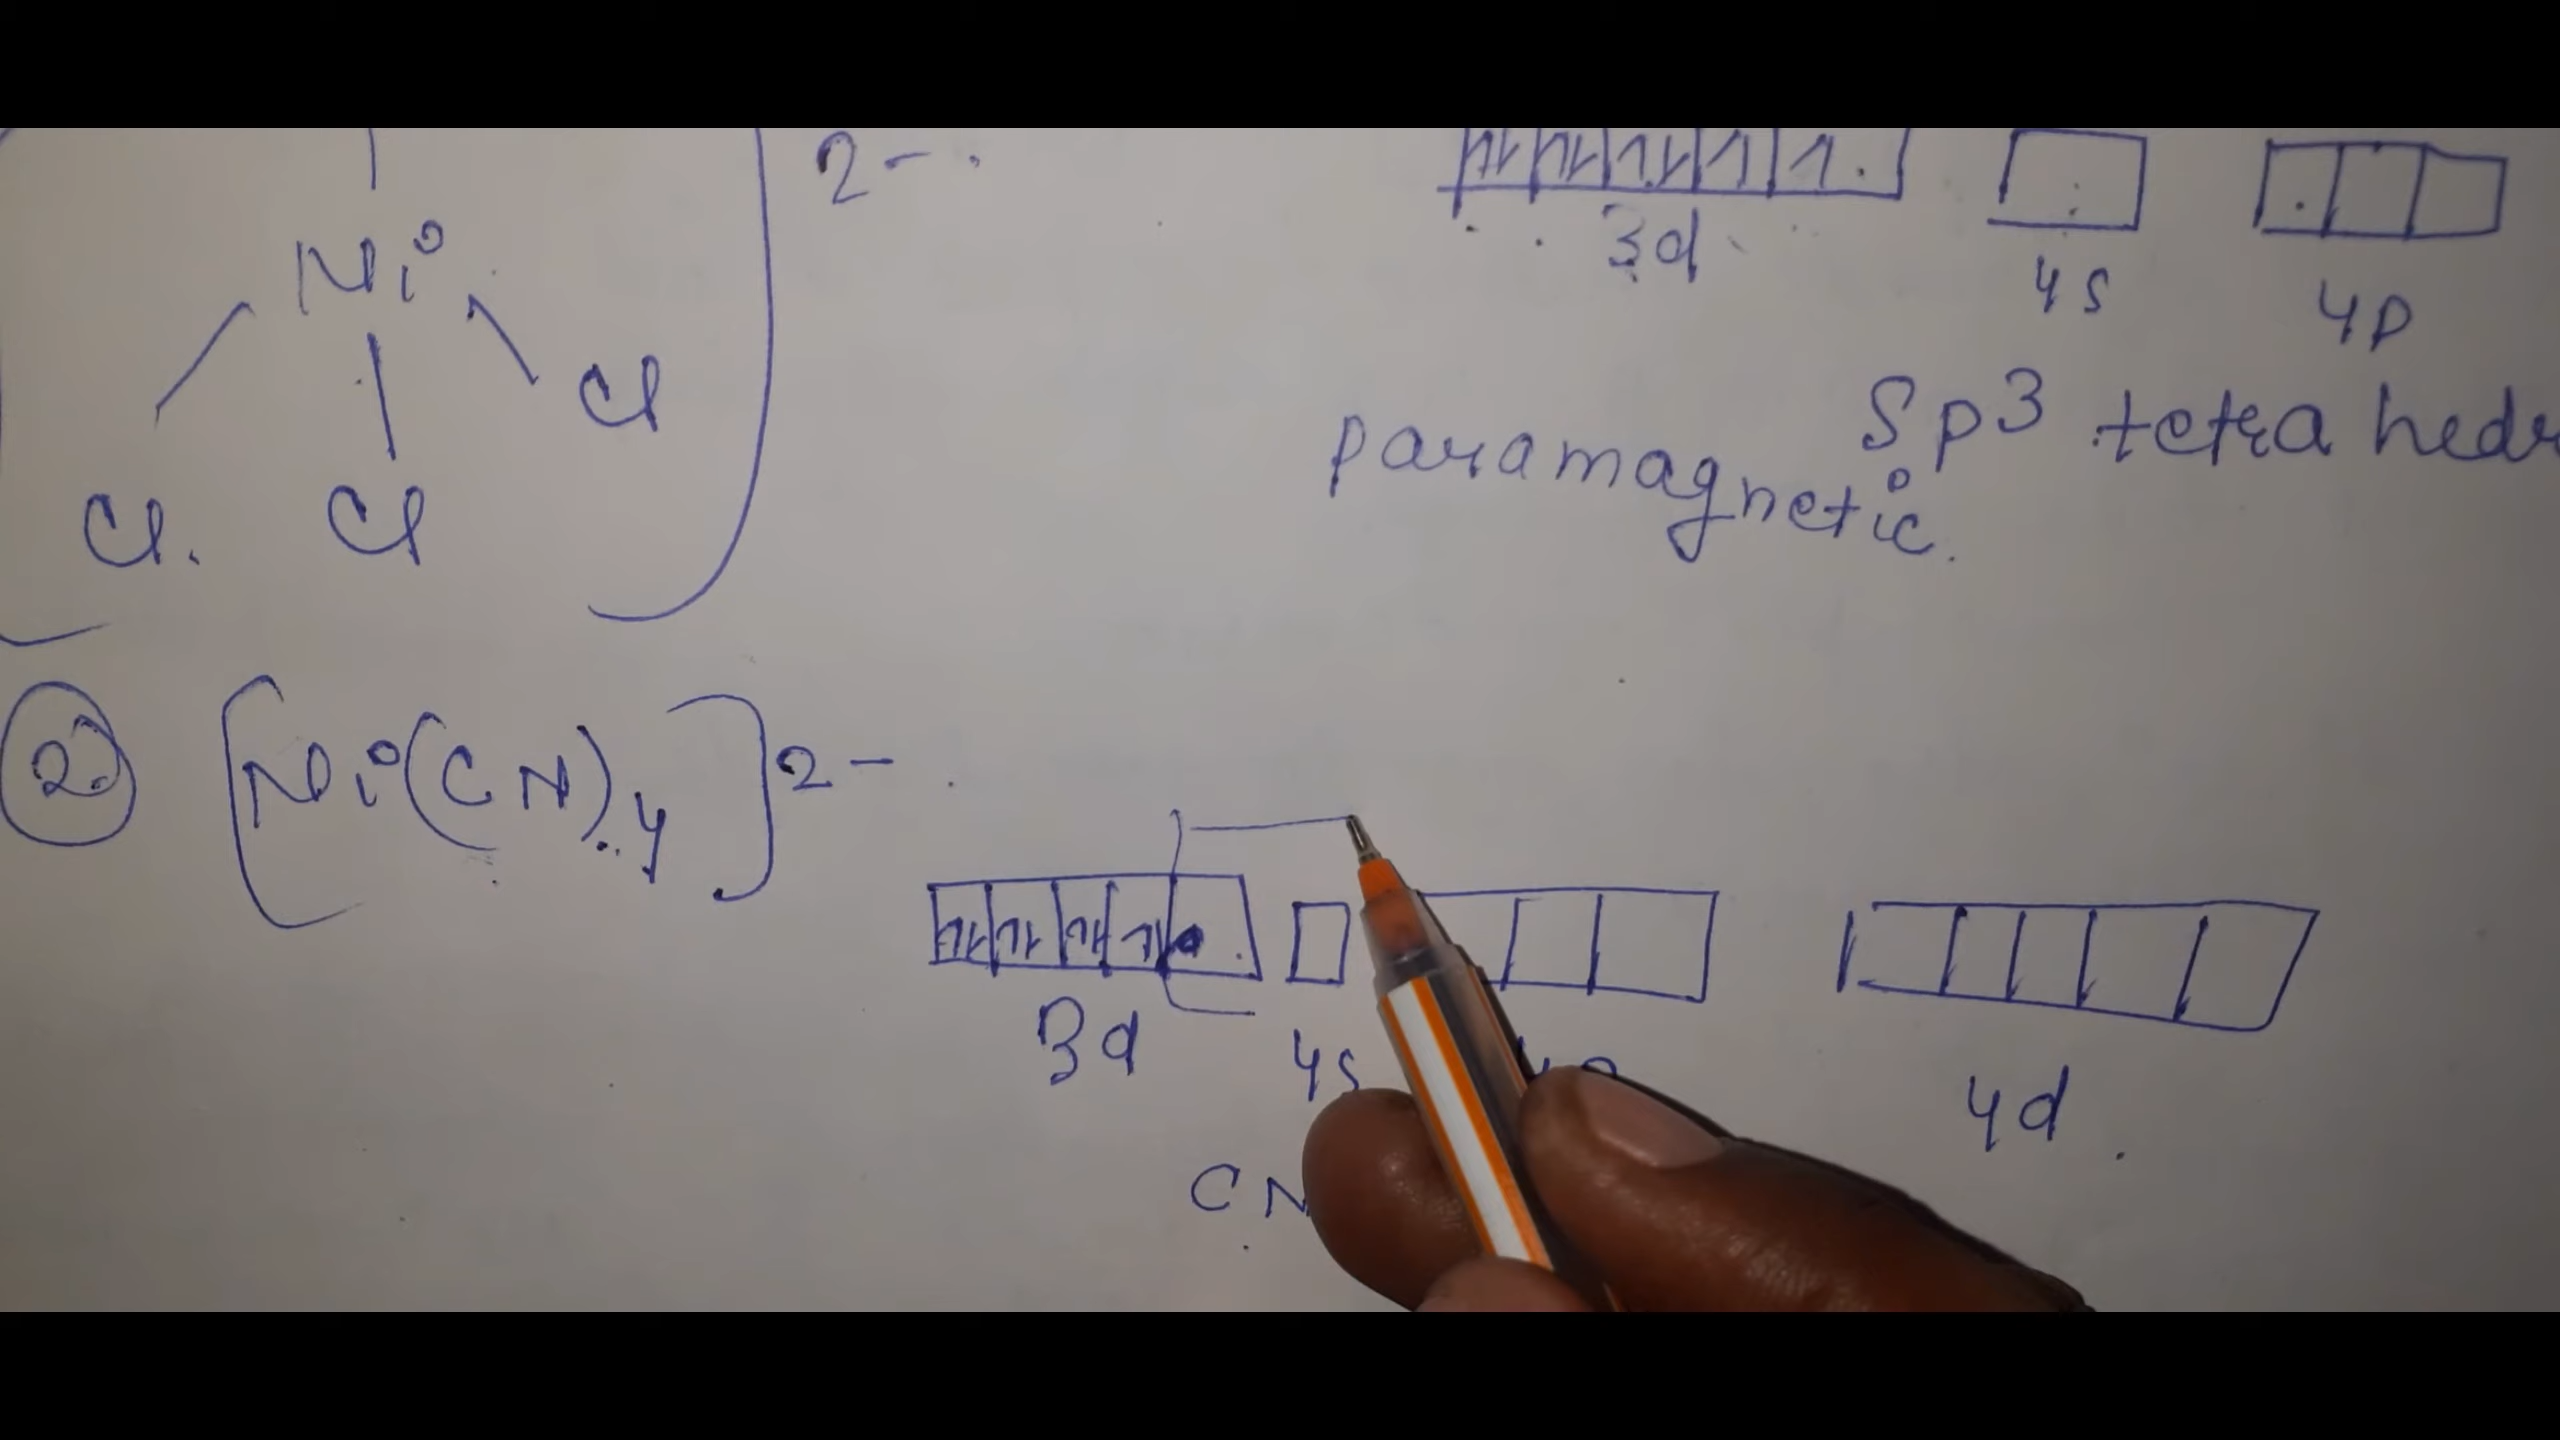 2-
Ni
Cl
Cl. Cl
3d 4s 4p
Sp3 tetrahedr
paramagnetic.
2. [Ni(CN)4]2-
3d 4s 4d
CN